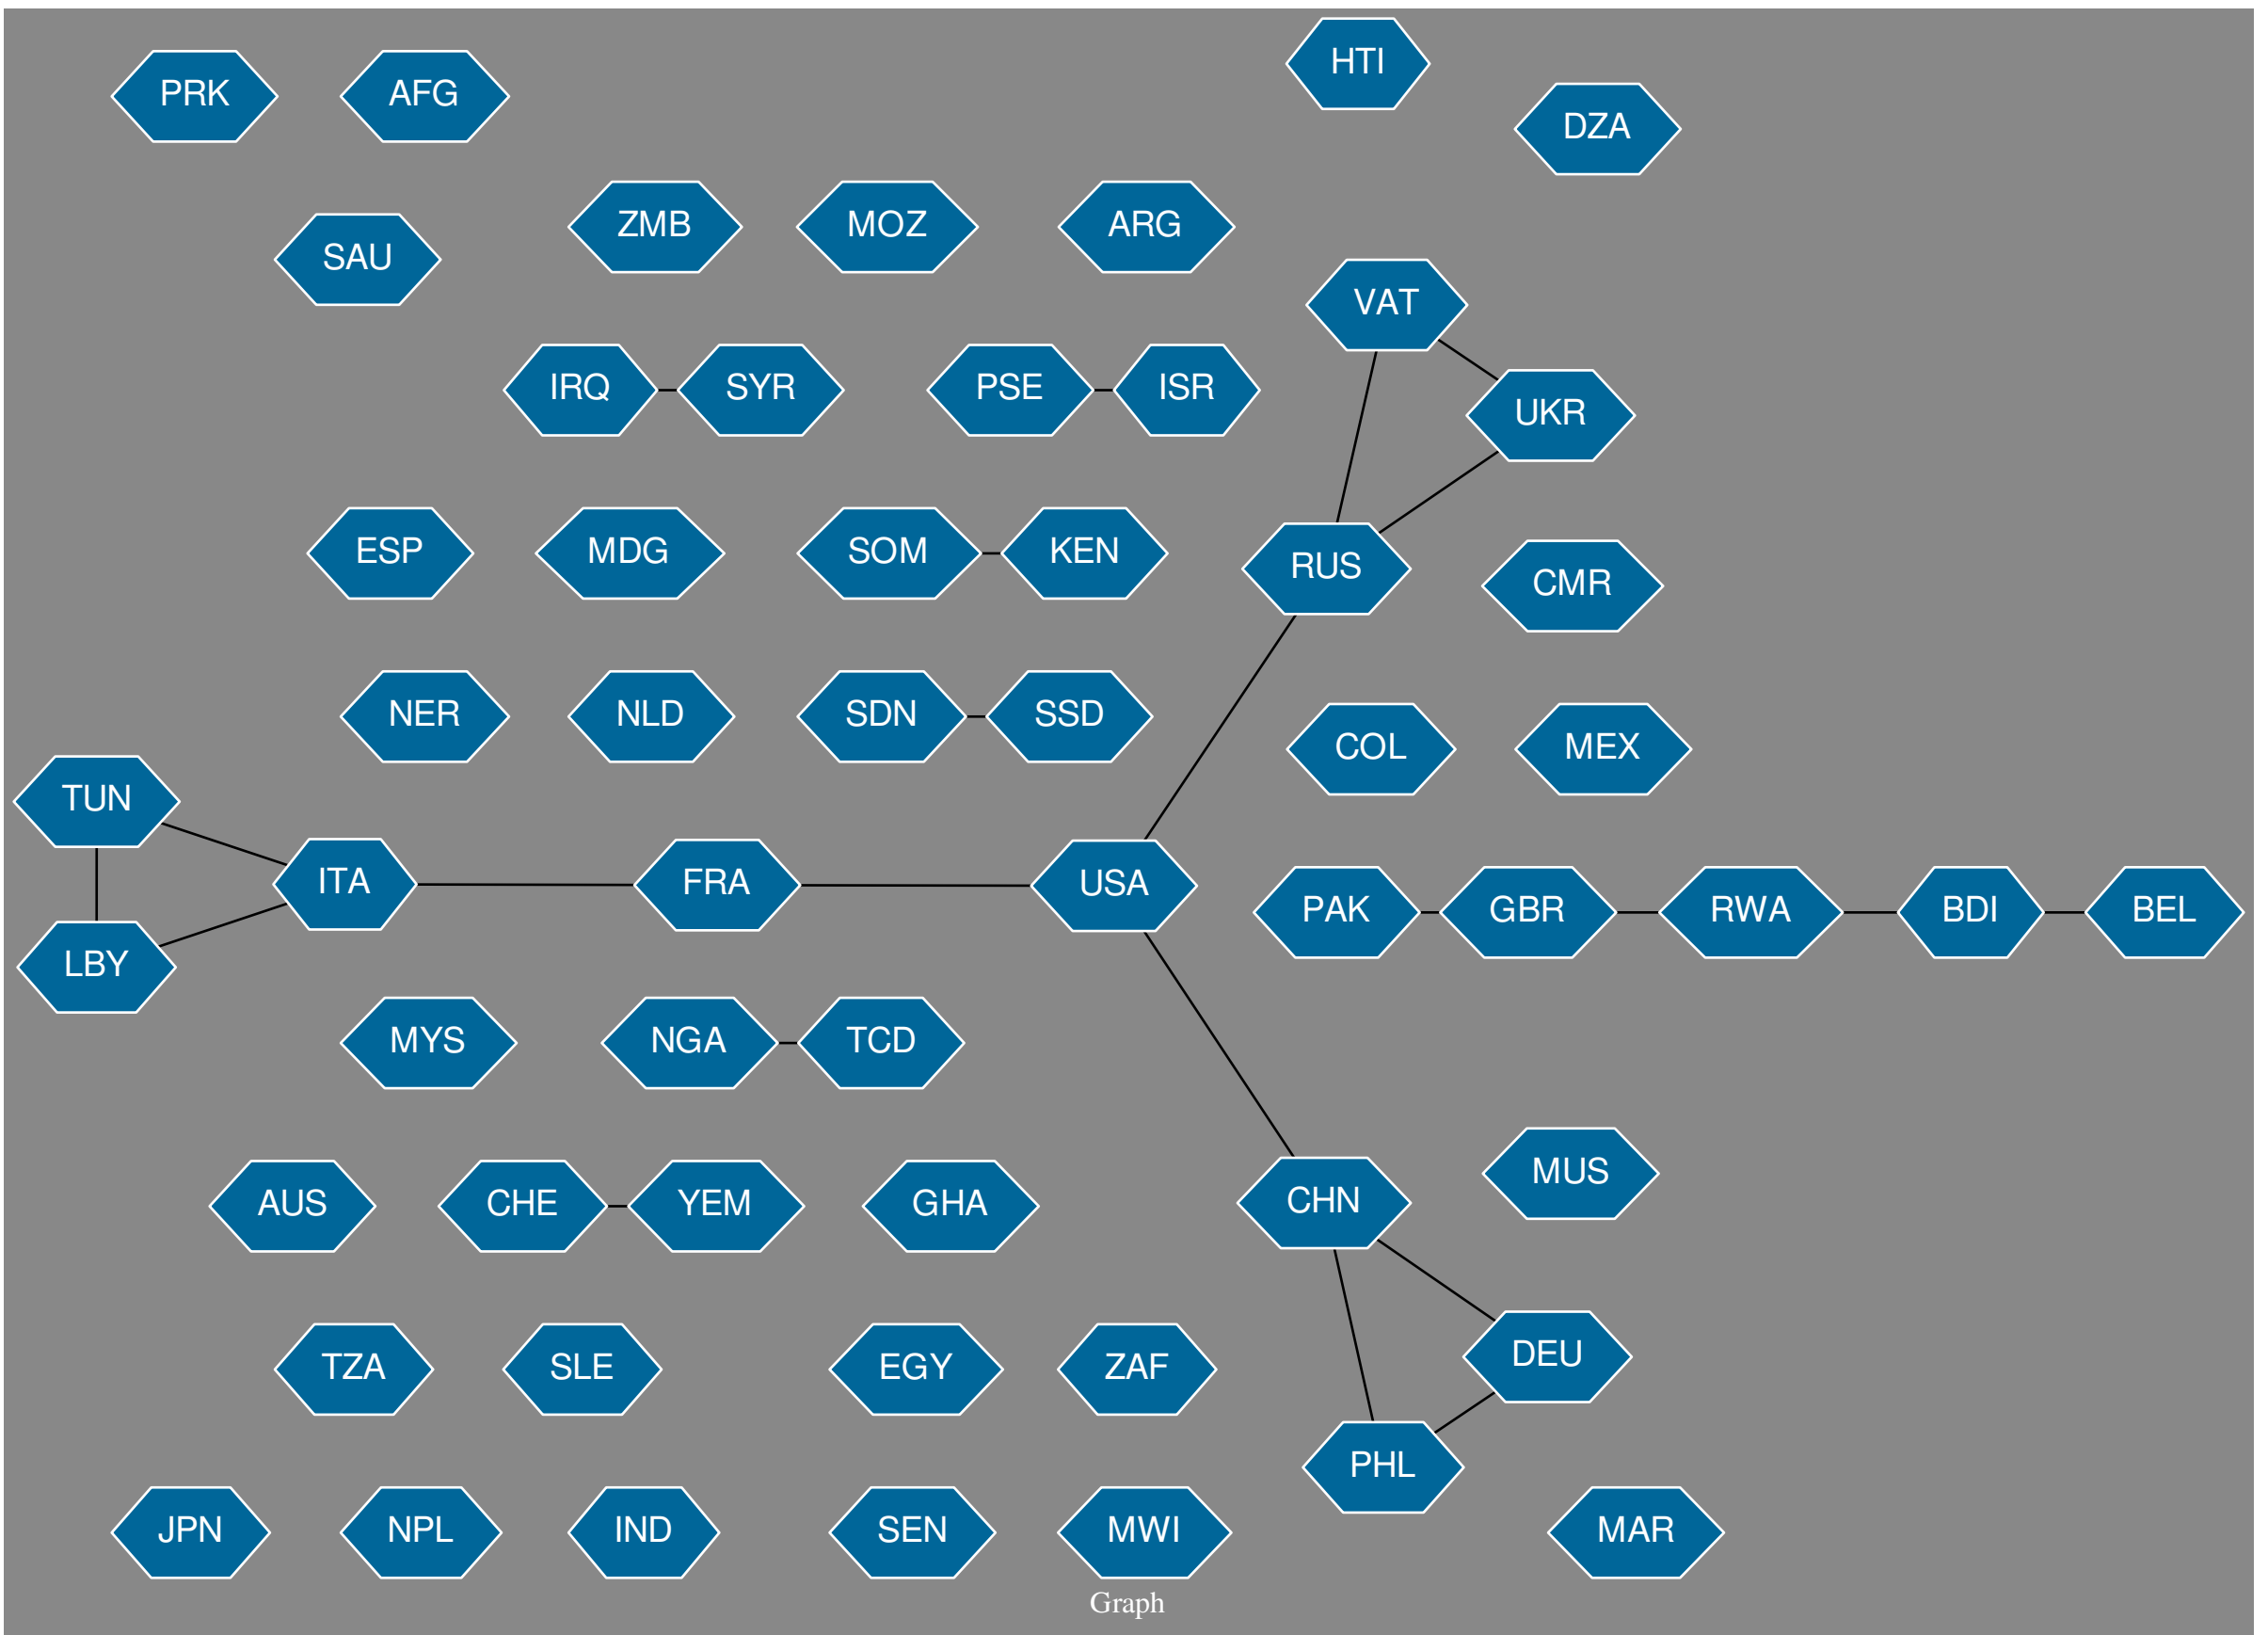 HTI
PRK
AFG
DZA
ZMB
MOZ
ARG
SAU
VAT
IRQ
SYR
PSE
ISR
UKR
ESP
MDG
SOM
KEN
RUS
CMR
NER
NLD
SDN
SSD
COL
MEX
TUN
ITA
FRA
USA
PAK
GBR
RWA
BDI
BEL
LBY
MYS
NGA
TCD
MUS
AUS
CHE
YEM
GHA
CHN
TZA
SLE
EGY
ZAF
DEU
PHL
JPN
NPL
IND
SEN
MWI
MAR
Graph